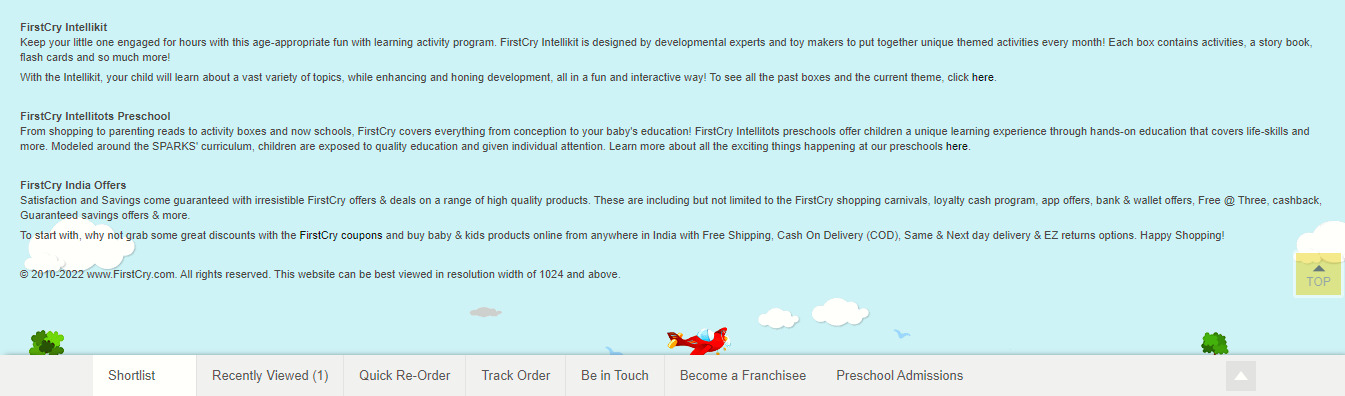 FirstCry Intellikit
Keep your little one engaged for hours with this age-appropriate fun with learning activity program. FirstCry Intellikit is designed by developmental experts and toy makers to put together unique themed activities every month! Each box contains activities, a story book,
flash cards and so much more!
With the Intellikit, your child will learn about a vast variety of topics, while enhancing and honing development, all in a fun and interactive way! To see all the past boxes and the current theme, click here.
FirstCry Intellitots Preschool
From shopping to parenting reads to activity boxes and now schools, FirstCry covers everything from conception to your baby's education! FirstCry Intellitots preschools offer children a unique learning experience through hands-on education that covers life-skills and
more. Modeled around the SPARKS' curriculum, children are exposed to quality education and given individual attention. Learn more about all the exciting things happening at our preschools here.
FirstCry India Offers
Satisfaction and Savings come guaranteed with irresistible FirstCry offers & deals on a range of high quality products. These are including but not limited to the FirstCry shopping carnivals, loyalty cash program, app offers, bank & wallet offers, Free @ Three, cashback,
Guaranteed savings offers & more.
To start with, why not grab some great discounts with the FirstCry coupons and buy baby & kids products online from anywhere in India with Free Shipping, Cash On Delivery (COD), Same & Next day delivery & EZ returns options. Happy Shopping!
© 2010-2022 www.FirstCry.com. All rights reserved. This website can be best viewed in resolution width of 1024 and above.
TOP
Shortlist Recently Viewed (1) Quick Re-Order Track Order Be in Touch Become a Franchisee Preschool Admissions